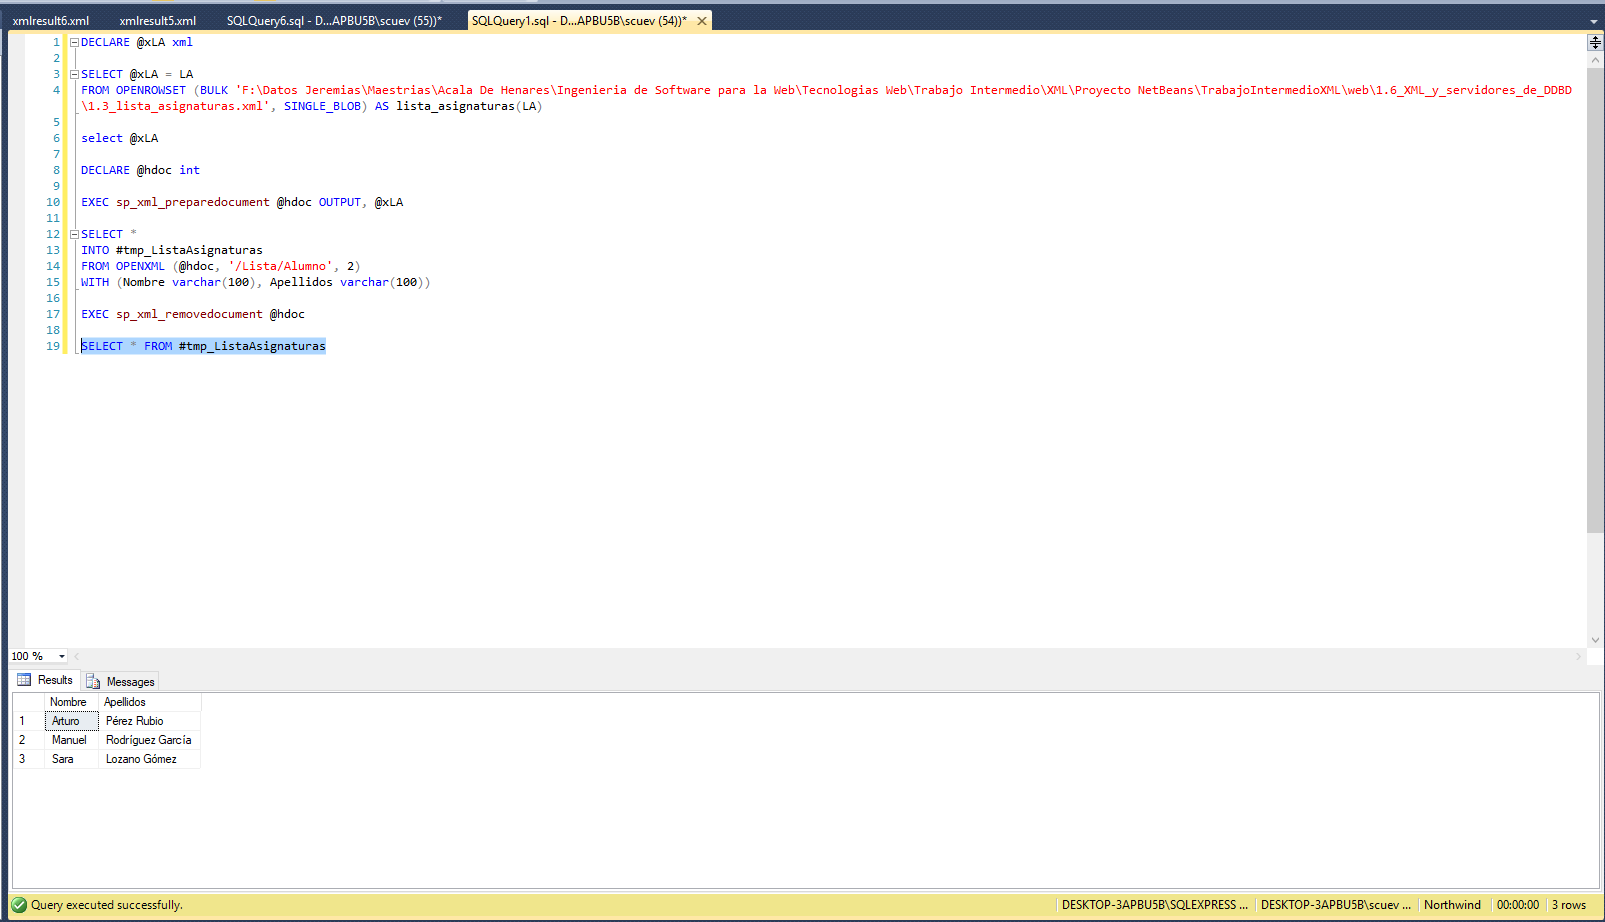 xmlresult6.xml xmlresult5.xml SQLQuery6.sql - D...APBU5B\scuev (55))* SQLQuery1.sql - D...APBU5B\scuev (54))*
1 DECLARE @xLA xml
2
3 SELECT @xLA = LA
4 FROM OPENROWSET (BULK 'F:\Datos Jeremias\Maestrias\Acala De Henares\Ingenieria de Software para la Web\Tecnologias Web\Trabajo Intermedio\XML\Proyecto NetBeans\TrabajoIntermedioXML\web\1.6_XML_y_servidores_de_DDBD
\1.3_lista_asignaturas.xml', SINGLE_BLOB) AS lista_asignaturas(LA)
5
6 select @xLA
7
8 DECLARE @hdoc int
9
10 EXEC sp_xml_preparedocument @hdoc OUTPUT, @xLA
11
12 SELECT *
13 INTO #tmp_ListaAsignaturas
14 FROM OPENXML (@hdoc, '/Lista/Alumno', 2)
15 WITH (Nombre varchar(100), Apellidos varchar(100))
16
17 EXEC sp_xml_removedocument @hdoc
18
19 SELECT * FROM #tmp_ListaAsignaturas
100 %
Results Messages
Nombre Apellidos
1 Arturo Pérez Rubio
2 Manuel Rodríguez García
3 Sara Lozano Gómez
Query executed successfully. DESKTOP-3APBU5B\SQLEXPRESS ... DESKTOP-3APBU5B\scuev ... Northwind 00:00:00 3 rows